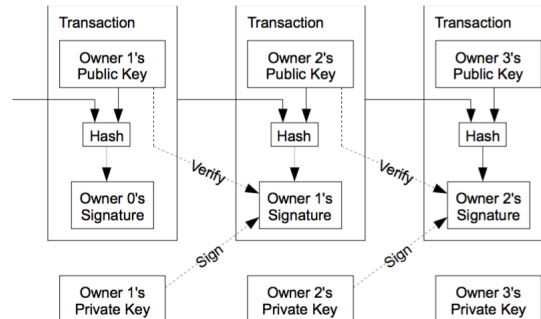 Transaction
Transaction
Transaction
Owner 1's
Public Key
Owner 2's
Public Key
Owner 3's
Public Key
Hash
Hash
Hash
Verify
Verify
Owner 0's
Signature
Owner 1's
Signature
Owner 2's
Signature
Sign
Sign
Owner 1's
Private Key
Owner 2's
Private Key
Owner 3's
Private Key